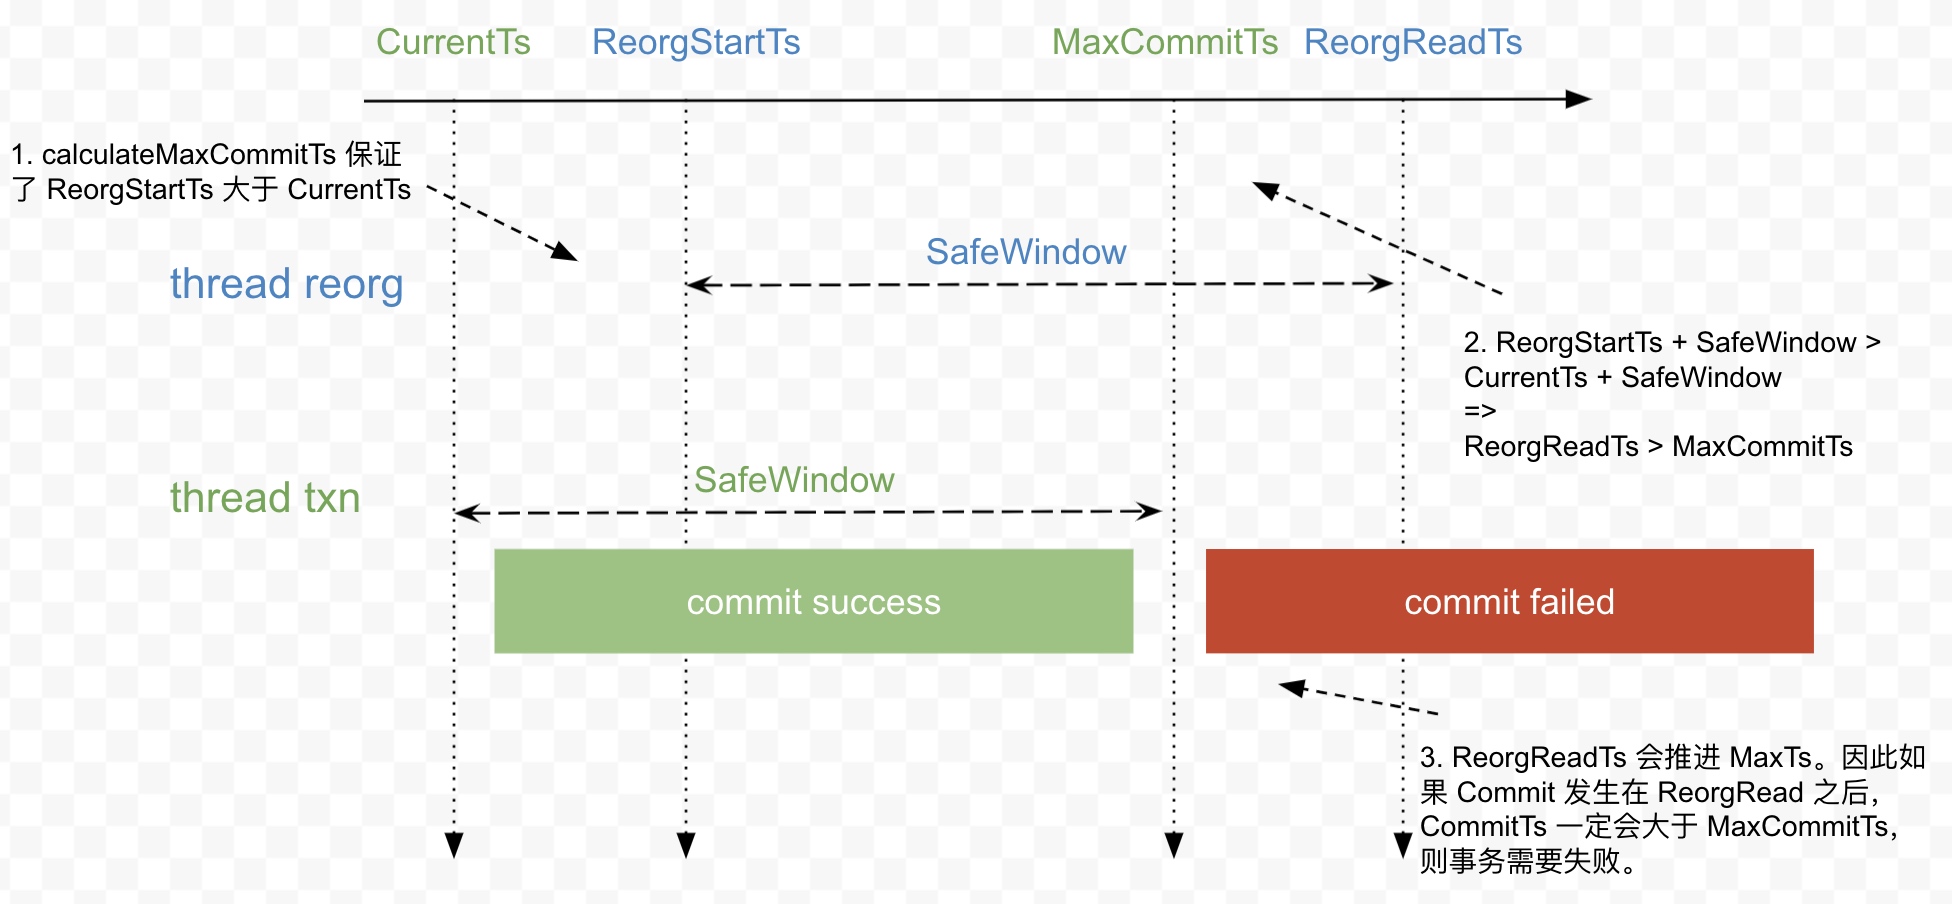 CurrentTs
ReorgStartTs
MaxCommitTs
ReorgReadTs
1. calculateMaxCommitTs 保证
了 ReorgStartTs 大于 CurrentTs
SafeWindow
thread reorg
2. ReorgStartTs + SafeWindow >
CurrentTs + SafeWindow
=>
ReorgReadTs > MaxCommitTs
SafeWindow
thread txn
commit success
commit failed
3. ReorgReadTs 会推进 MaxTs。因此如
果 Commit 发生在 ReorgRead 之后，
CommitTs 一定会大于 MaxCommitTs，
则事务需要失败。